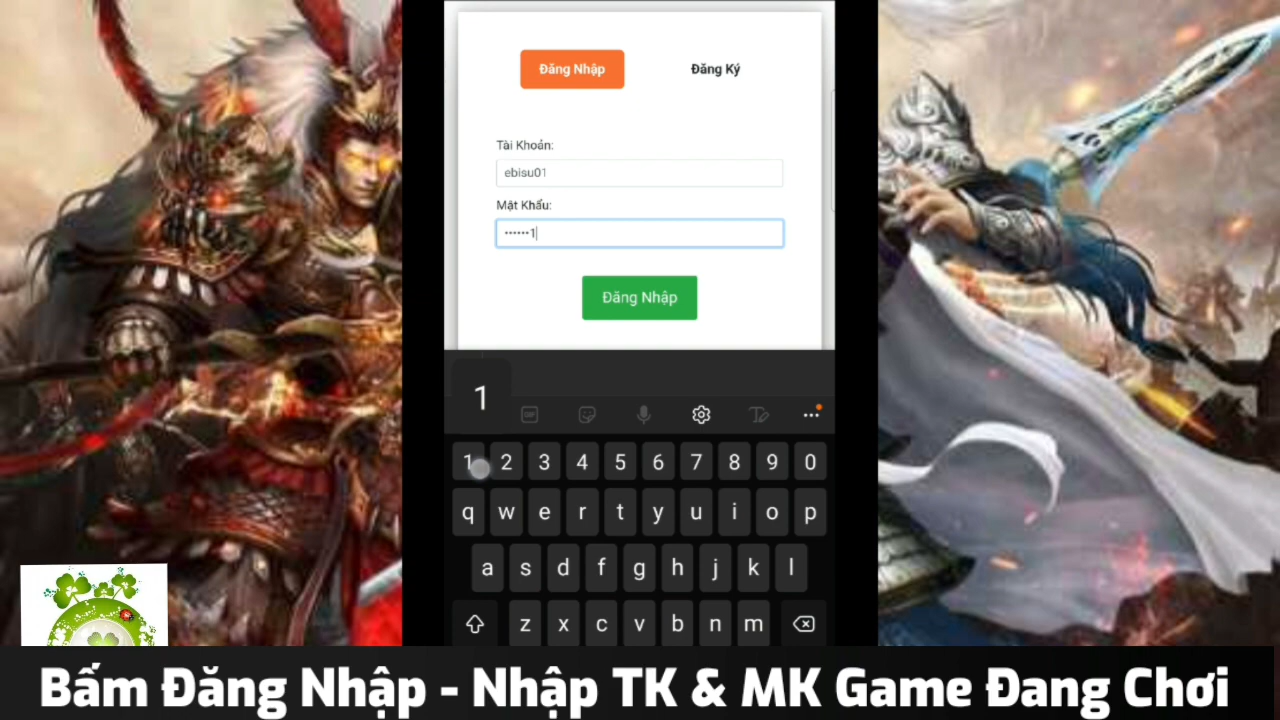 Đăng Nhập
Đăng Ký
Tài Khoản:
ebisu01
Mật Khẩu:
••••••1
Đăng Nhập
1
GIF
1 2 3 4 5 6 7 8 9 0
q w e r t y u i o p
a s d f g h j k l
z x c v b n m
Bấm Đăng Nhập - Nhập TK & MK Game Đang Chơi